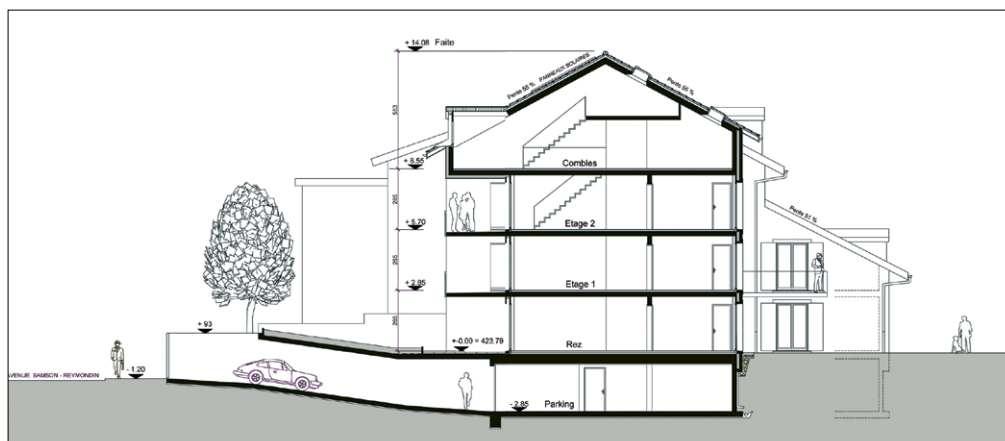 + 14.08 Faîte
Pente 55 % PANNEAUX SOLAIRES
Pente 55 %
553
+ 8.55
Combles
285
+ 5.70
Etage 2
Pente 51 %
285
+ 2.85
Etage 1
285
+ 93
+-0.00 = 423.79
Rez
AVENUE SAMSON - REYMONDIN
- 1.20
- 2.85
Parking